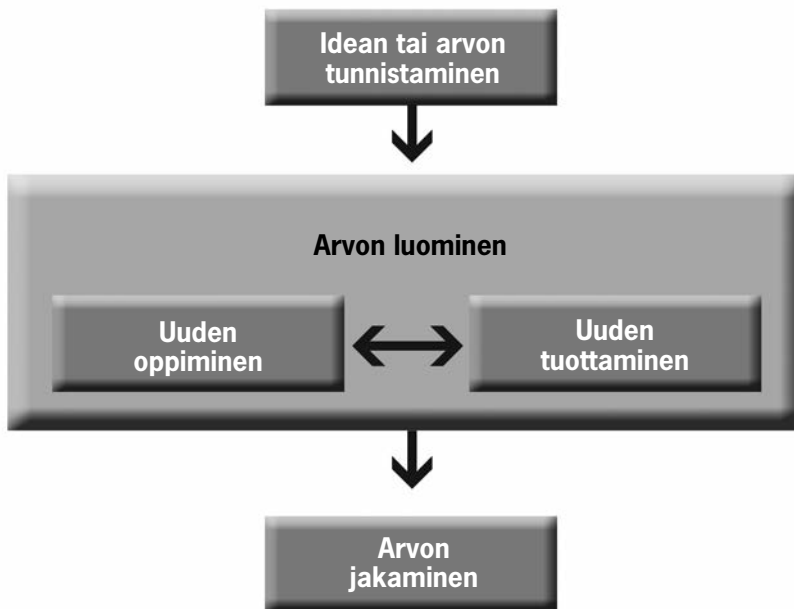 Idean tai arvon
tunnistaminen
Arvon luominen
Uuden
oppiminen
Uuden
tuottaminen
Arvon
jakaminen